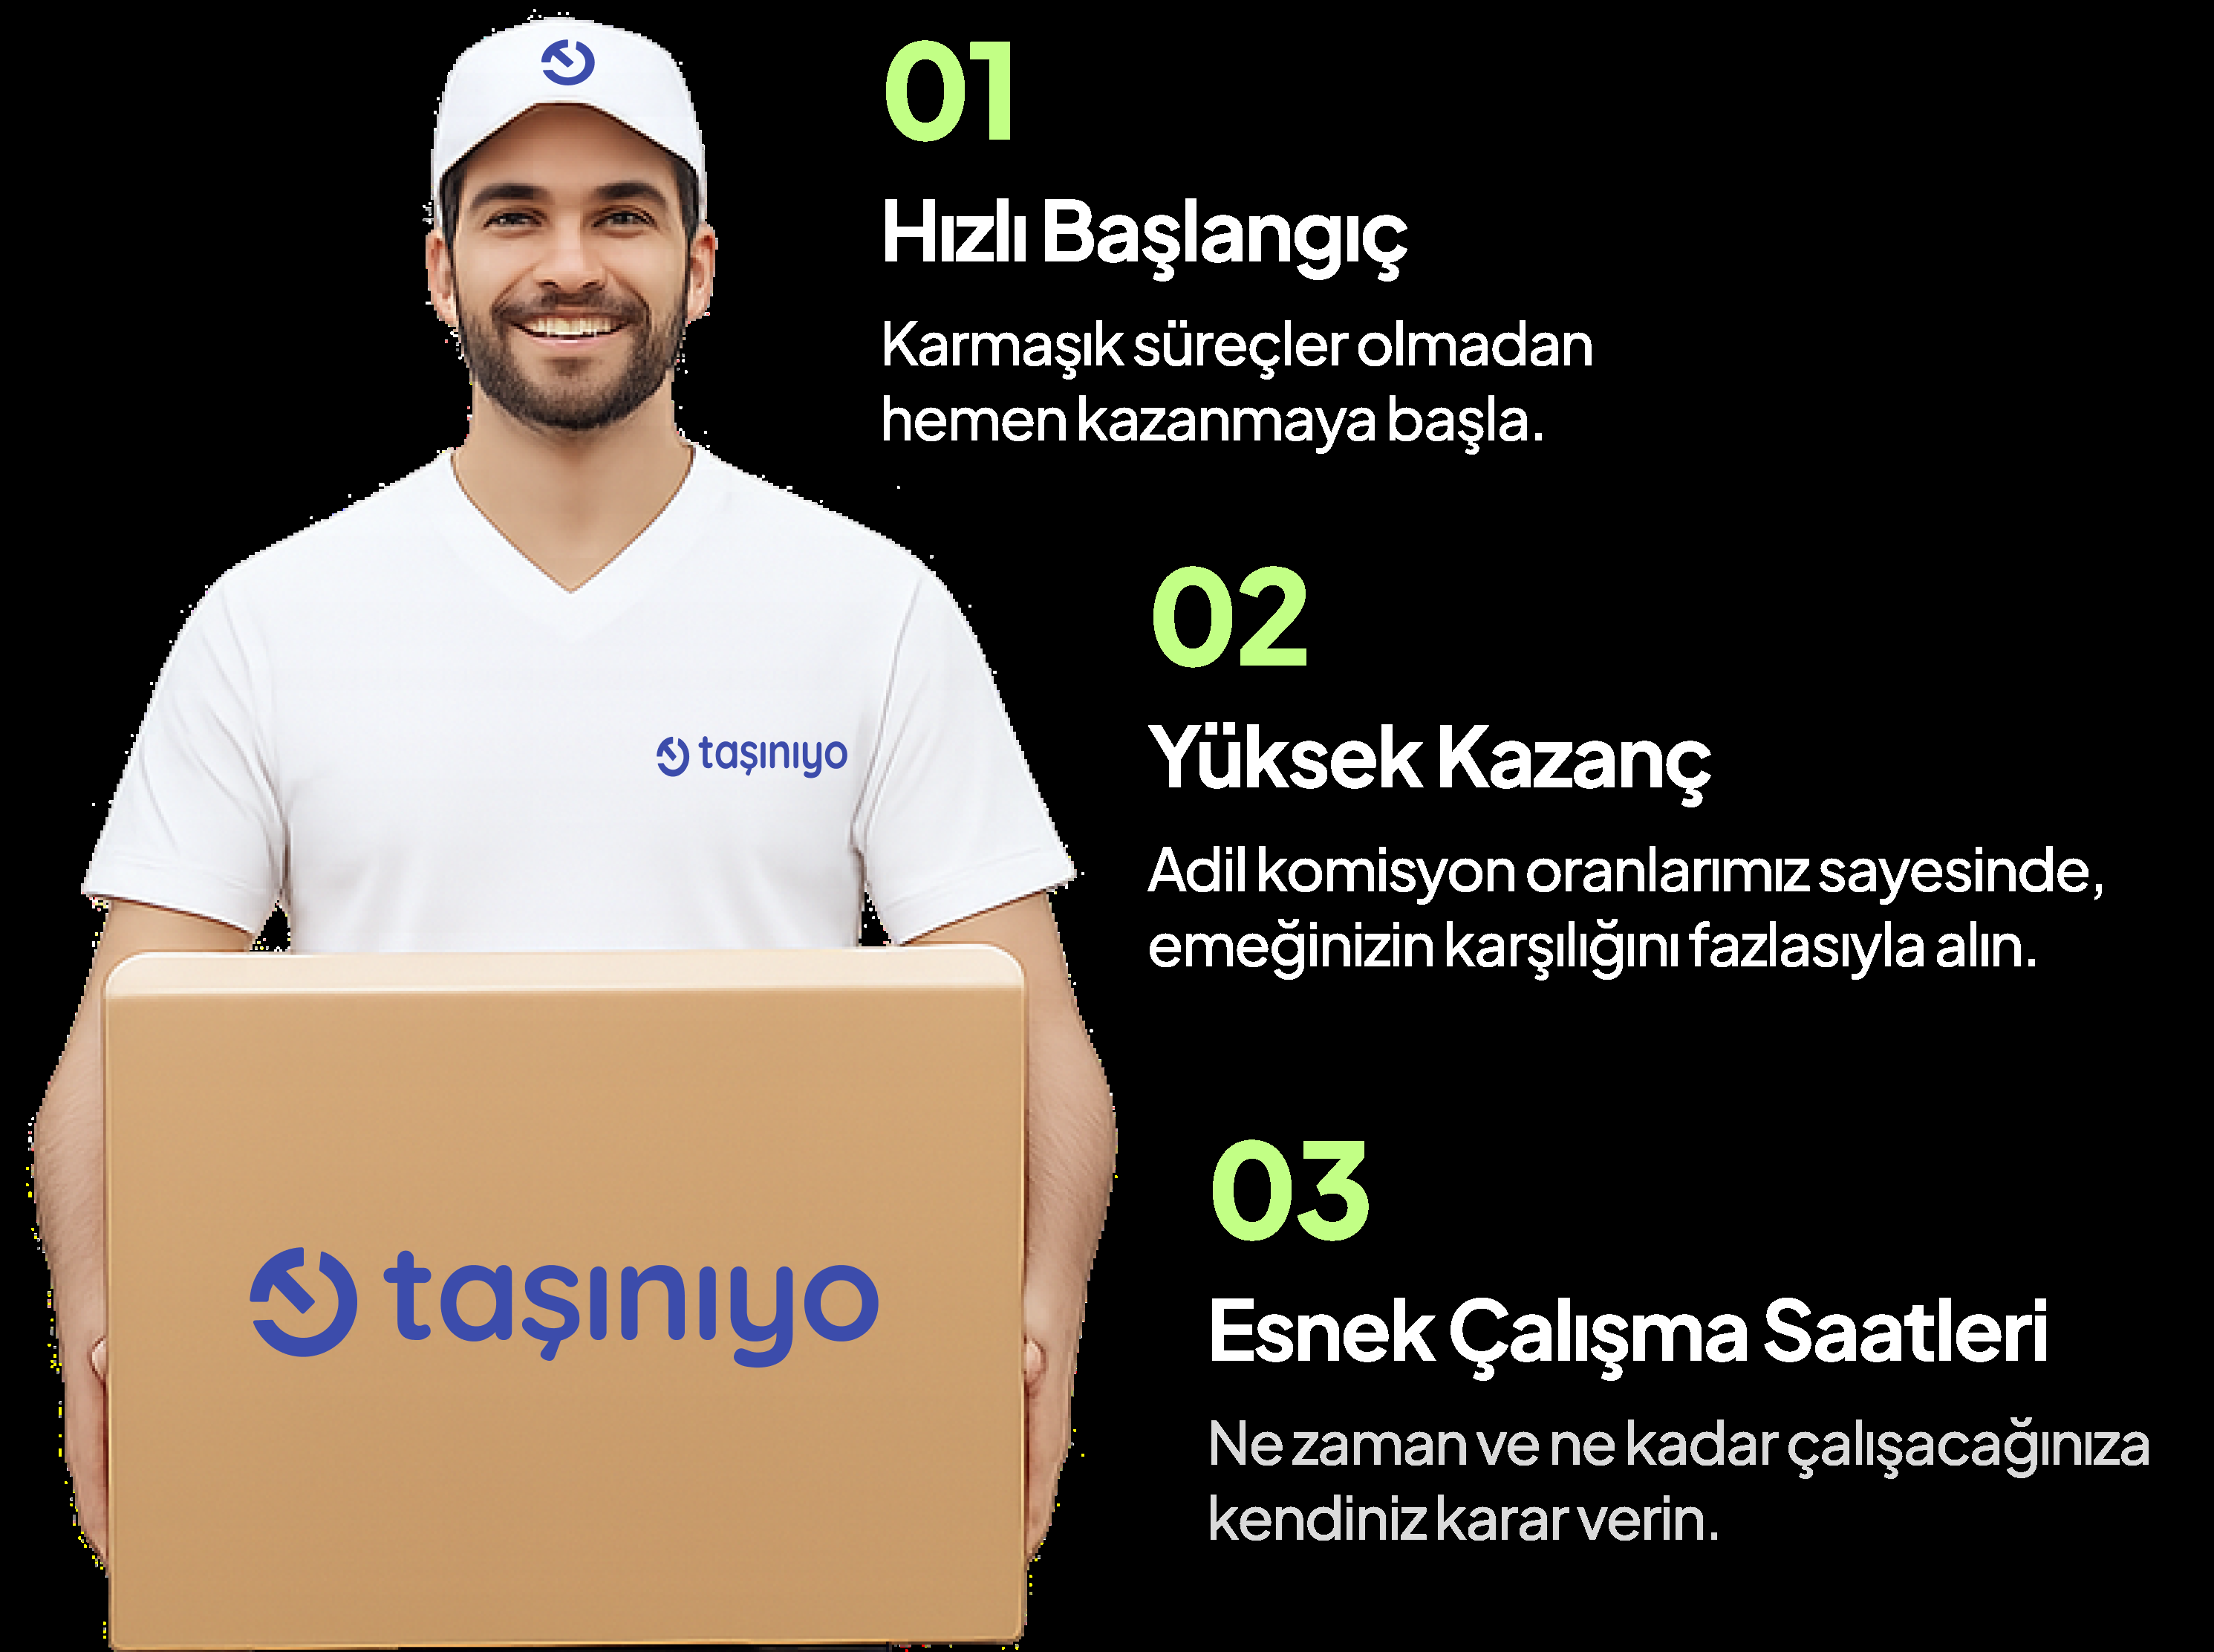 01
Hızlı Başlangıç
Karmaşık süreçler olmadan
hemen kazanmaya başla.
02
Yüksek Kazanç
taşınıyo
Adil komisyon oranlarımız sayesinde,
emeğinizin karşılığını fazlasıyla alın.
03
taşınıyo
Esnek Çalışma Saatleri
Ne zaman ve ne kadar çalışacağınıza
kendiniz karar verin.